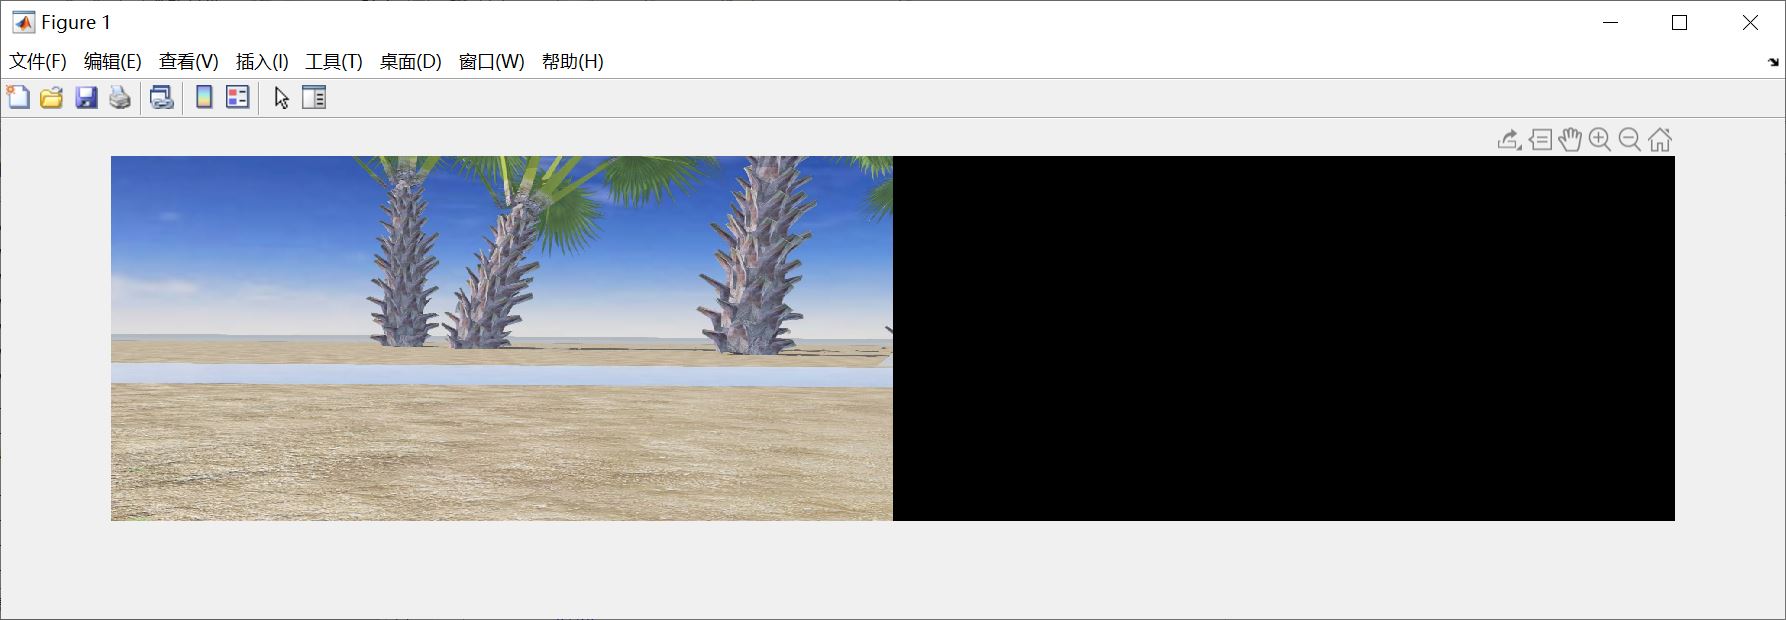 Figure 1
文件(F) 编辑(E) 查看(V) 插入(I) 工具(T) 桌面(D) 窗口(W) 帮助(H)